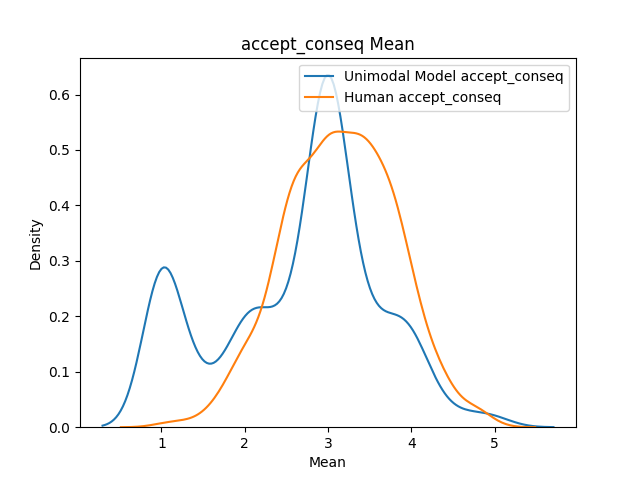 accept_conseq Mean
Unimodal Model accept_conseq
Human accept_conseq
Density
0.6
0.5
0.4
0.3
0.2
0.1
0.0
1 2 3 4 5
Mean